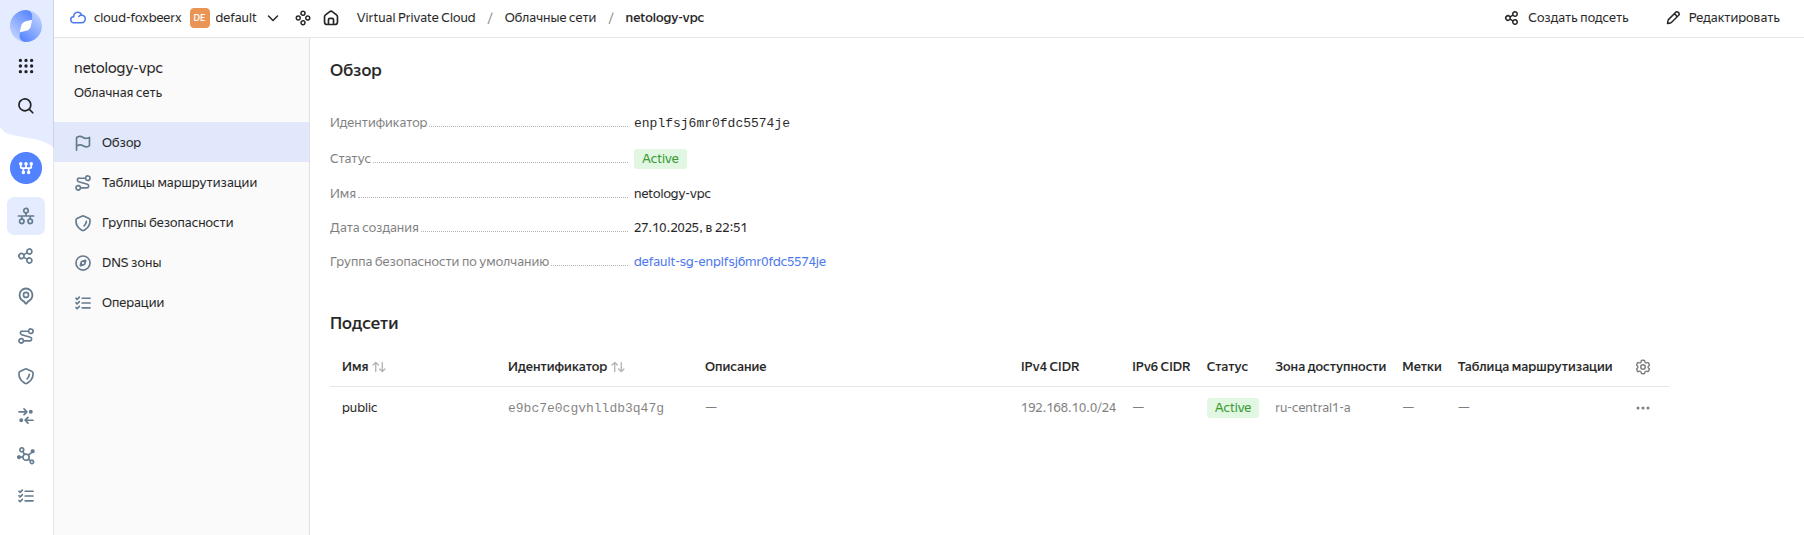 cloud-foxbeerx DE default Virtual Private Cloud / Облачные сети / netology-vpc Создать подсеть Редактировать
netology-vpc
Облачная сеть
Обзор
Таблицы маршрутизации
Группы безопасности
DNS зоны
Операции
Обзор
Идентификатор enplfsj6mr0fdc5574je
Статус Active
Имя netology-vpc
Дата создания 27.10.2025, в 22:51
Группа безопасности по умолчанию default-sg-enplfsj6mr0fdc5574je
Подсети
Имя Идентификатор Описание IPv4 CIDR IPv6 CIDR Статус Зона доступности Метки Таблица маршрутизации
public e9bc7e0cgvhlldb3q47g — 192.168.10.0/24 — Active ru-central1-a — —